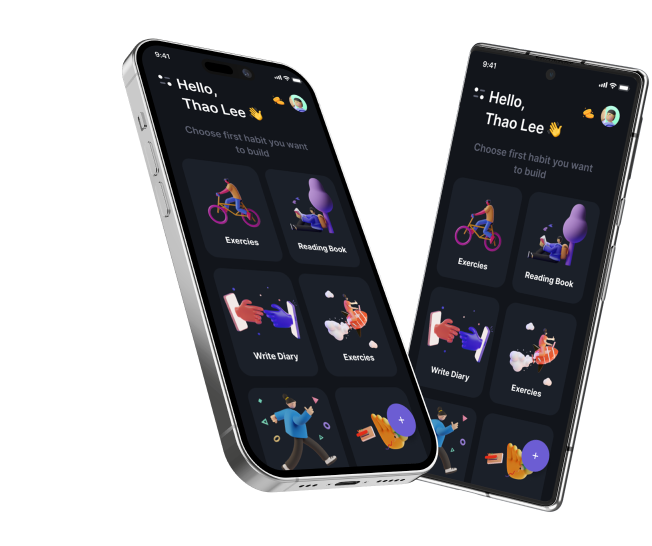 9:41
Hello,
Thao Lee 👋
Choose first habit you want
to build
Exercies
Reading Book
Write Diary
Exercies
9:41
Hello,
Thao Lee 👋
Choose first habit you want
to build
Exercies
Reading Book
Write Diary
Exercies